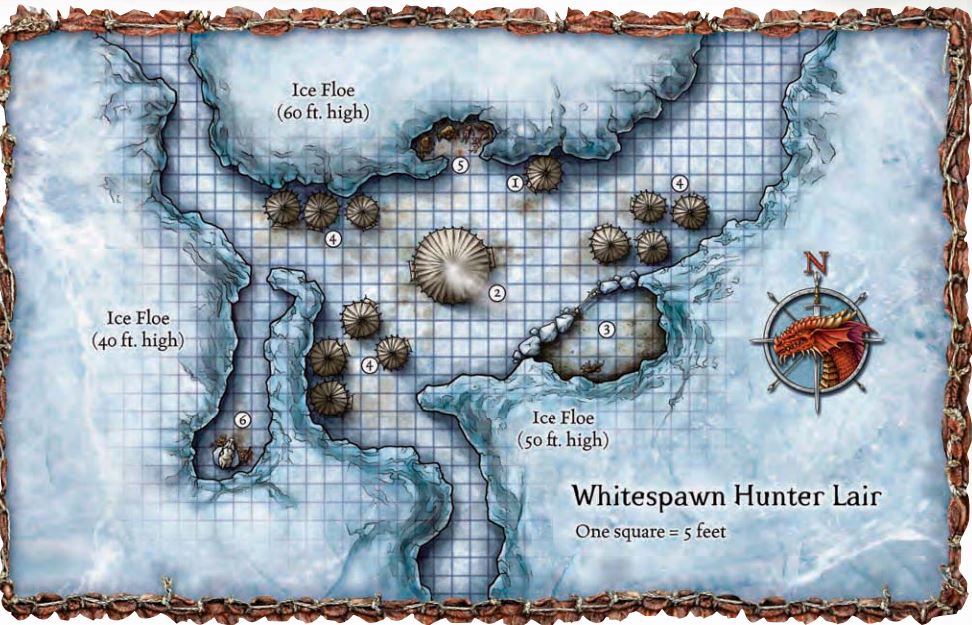 Ice Floe
(60 ft. high)
5
1
4
4
N
2
Ice Floe
(40 ft. high)
3
4
6
Ice Floe
(50 ft. high)
Whitespawn Hunter Lair
One square = 5 feet